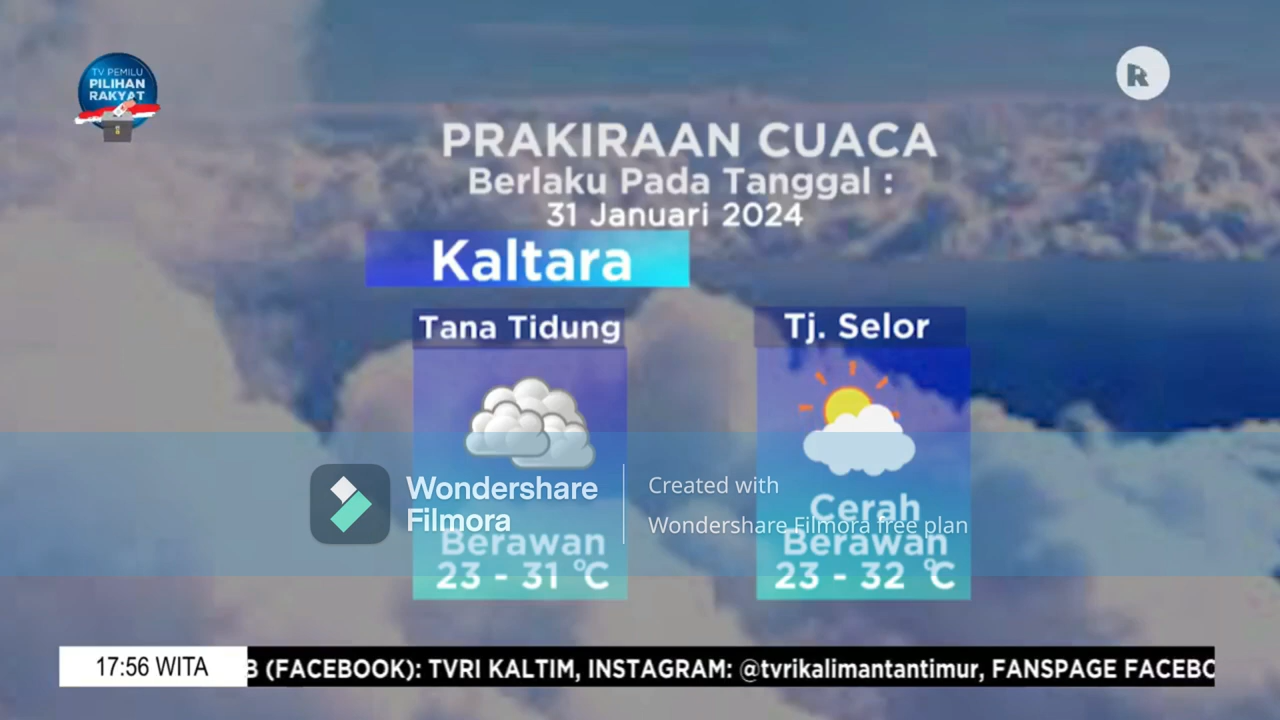 TV PEMILU
PILIHAN
RAKYAT
R
PRAKIRAAN CUACA
Berlaku Pada Tanggal :
31 Januari 2024
Kaltara
Tana Tidung
Tj. Selor
Wondershare
Filmora
Created with
Wondershare Filmora free plan
Berawan
23 - 31 °C
Cerah
Berawan
23 - 32 °C
17:56 WITA
B (FACEBOOK): TVRI KALTIM, INSTAGRAM: @tvrikalimantantimur, FANSPAGE FACEBO